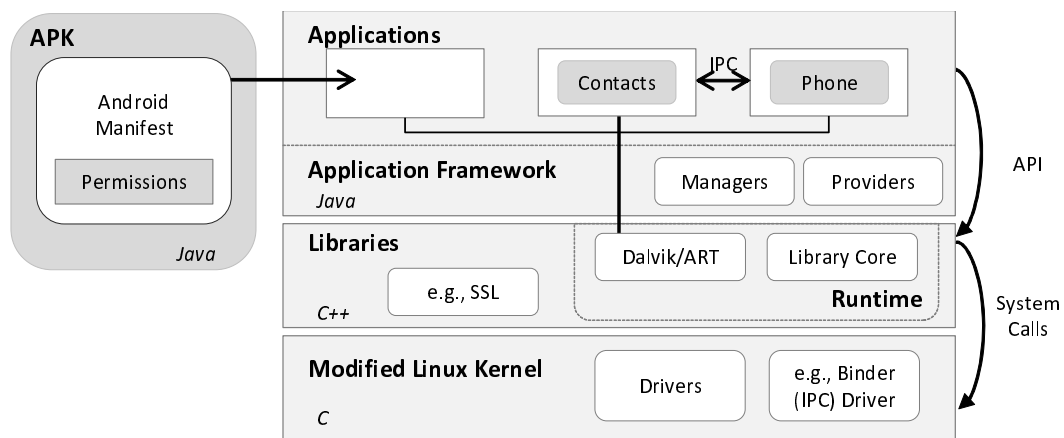 APK
Android
Manifest
Permissions
Java
Applications
Contacts
IPC
Phone
Application Framework
Java
Managers
Providers
API
Libraries
C++
e.g., SSL
Dalvik/ART
Library Core
Runtime
System
Calls
Modified Linux Kernel
C
Drivers
e.g., Binder
(IPC) Driver